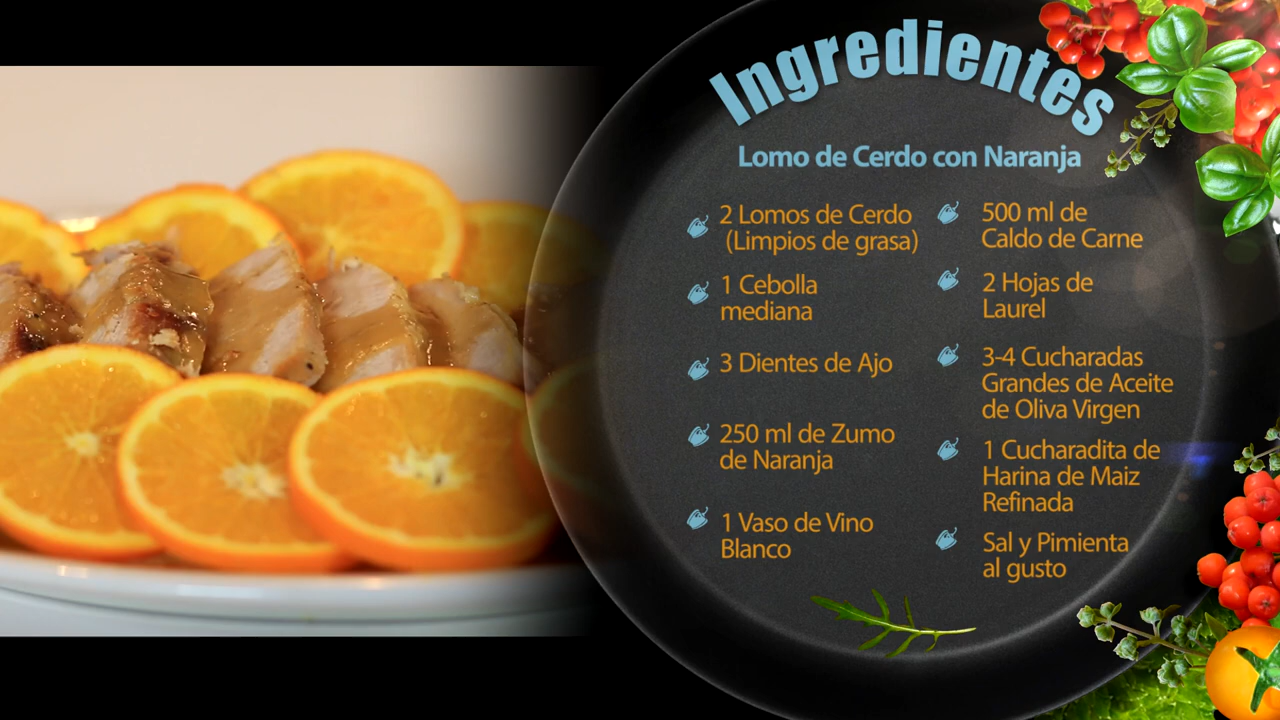 Ingredientes
Lomo de Cerdo con Naranja
2 Lomos de Cerdo
(Limpios de grasa)
1 Cebolla
mediana
3 Dientes de Ajo
250 ml de Zumo
de Naranja
1 Vaso de Vino
Blanco
500 ml de
Caldo de Carne
2 Hojas de
Laurel
3-4 Cucharadas
Grandes de Aceite
de Oliva Virgen
1 Cucharadita de
Harina de Maiz
Refinada
Sal y Pimienta
al gusto